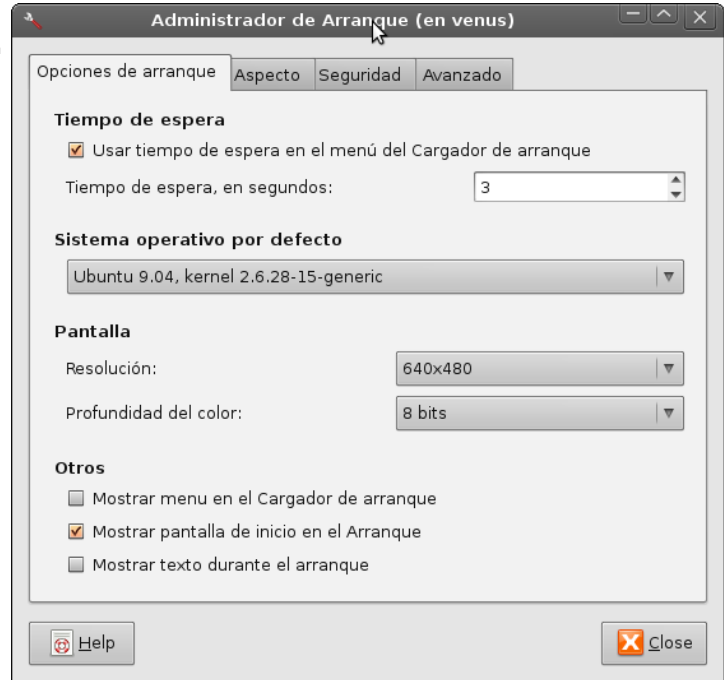 Administrador de Arranque (en venus)
Opciones de arranque Aspecto Seguridad Avanzado
Tiempo de espera
Usar tiempo de espera en el menú del Cargador de arranque
Tiempo de espera, en segundos: 3
Sistema operativo por defecto
Ubuntu 9.04, kernel 2.6.28-15-generic
Pantalla
Resolución: 640x480
Profundidad del color: 8 bits
Otros
Mostrar menu en el Cargador de arranque
Mostrar pantalla de inicio en el Arranque
Mostrar texto durante el arranque
Help Close